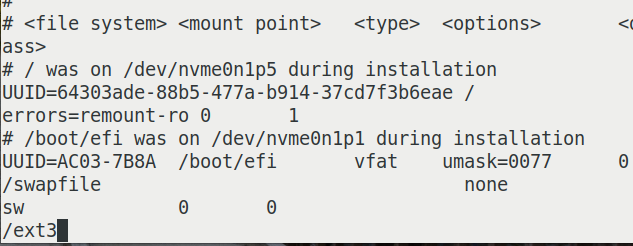 #
# <file system> <mount point>   <type>  <options>       <
ass>
# / was on /dev/nvme0n1p5 during installation
UUID=64303ade-88b5-477a-b914-37cd7f3b6eae /
errors=remount-ro 0       1
# /boot/efi was on /dev/nvme0n1p1 during installation
UUID=AC03-7B8A  /boot/efi       vfat    umask=0077      0
/swapfile                                 none
sw              0       0
/ext3